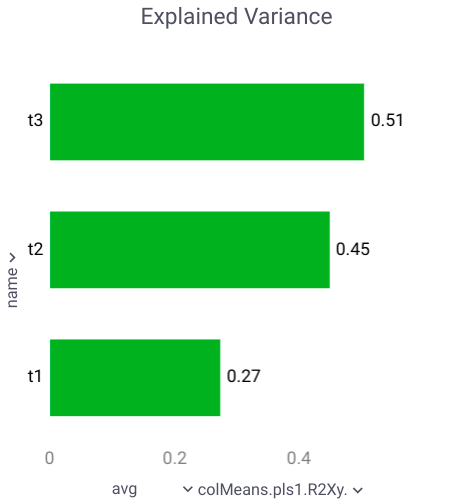 Explained Variance
t3
0.51
t2
0.45
name
t1
0.27
0
0.2
0.4
avg
colMeans.pls1.R2Xy.